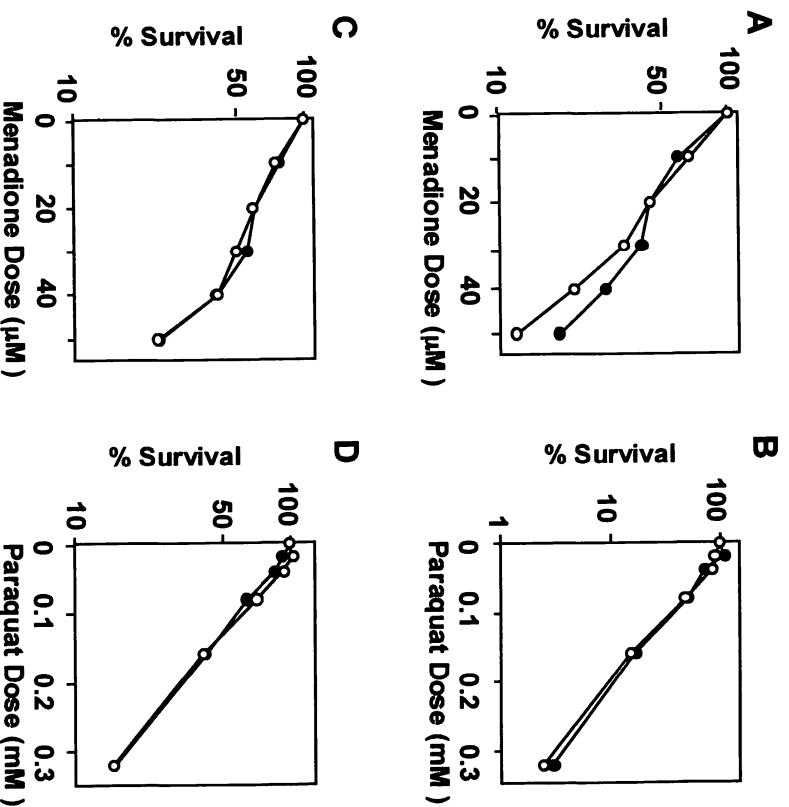 A
% Survival
100
50
10
0
20
40
Menadione Dose (μM )
B
% Survival
100
10
1
0
0.1
0.2
0.3
Paraquat Dose (mM )
C
% Survival
100
50
10
0
20
40
Menadione Dose (μM )
D
% Survival
100
50
10
0
0.1
0.2
0.3
Paraquat Dose (mM )